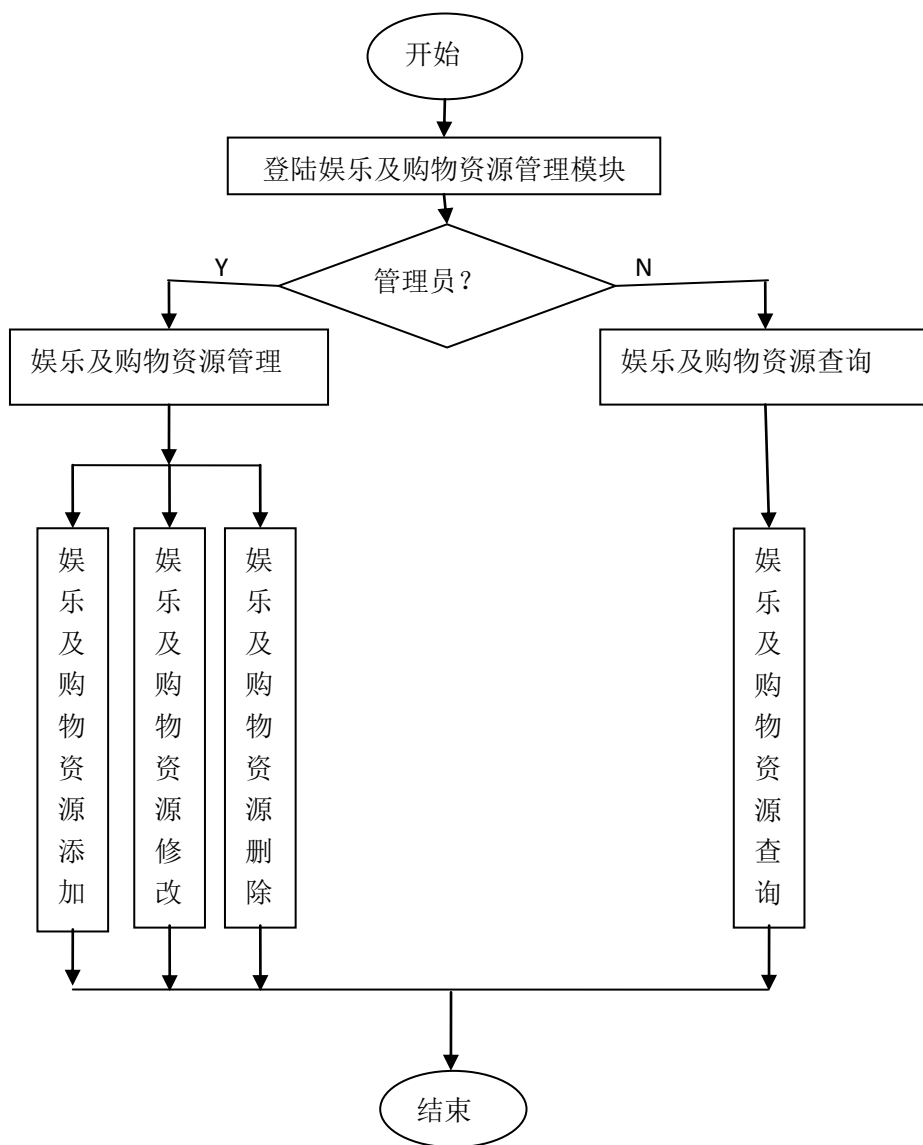 开始
登陆娱乐及购物资源管理模块
管理员？
Y
N
娱乐及购物资源管理
娱乐及购物资源查询
娱乐及购物资源添加
娱乐及购物资源修改
娱乐及购物资源删除
娱乐及购物资源查询
结束